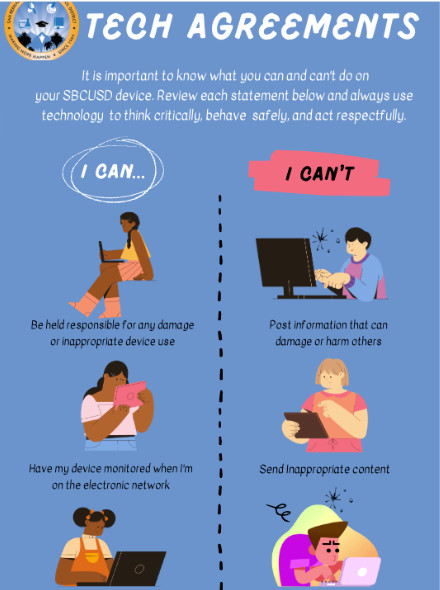 MAKING HOPE HAPPEN
TECH AGREEMENTS
It is important to know what you can and can't do on
your SBCUSD device. Review each statement below and always use
technology to think critically, behave safely, and act respectfully.
I CAN...
Be held responsible for any damage
or inappropriate device use
Have my device monitored when I'm
on the electronic network
I CAN'T
Post information that can
damage or harm others
Send Inappropriate content